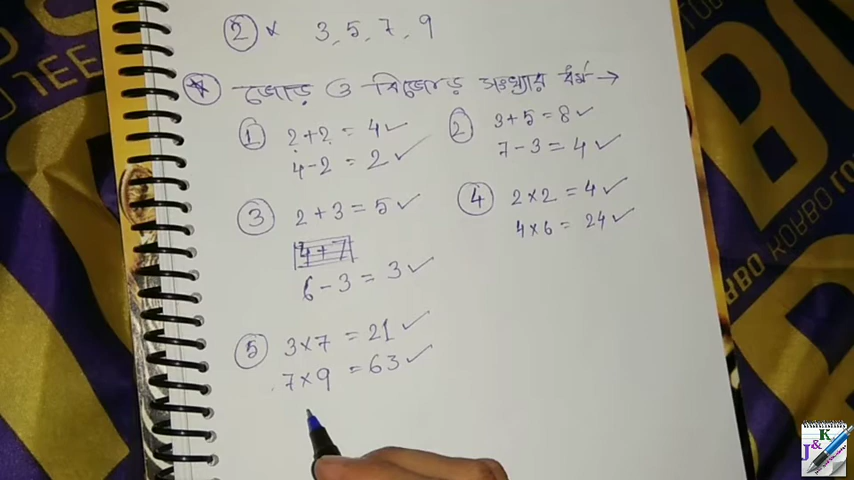 ② × 3, 5, 7, 9
★ জোড় ও বিজোড় সংখ্যার ধর্ম →
① 2 + 2 = 4 ✓
4 - 2 = 2 ✓
② 3 + 5 = 8 ✓
7 - 3 = 4 ✓
③ 2 + 3 = 5 ✓
4 + 7
6 - 3 = 3 ✓
④ 2 × 2 = 4 ✓
4 × 6 = 24 ✓
⑤ 3 × 7 = 21 ✓
7 × 9 = 63 ✓
KORBO
KORBO
J&K